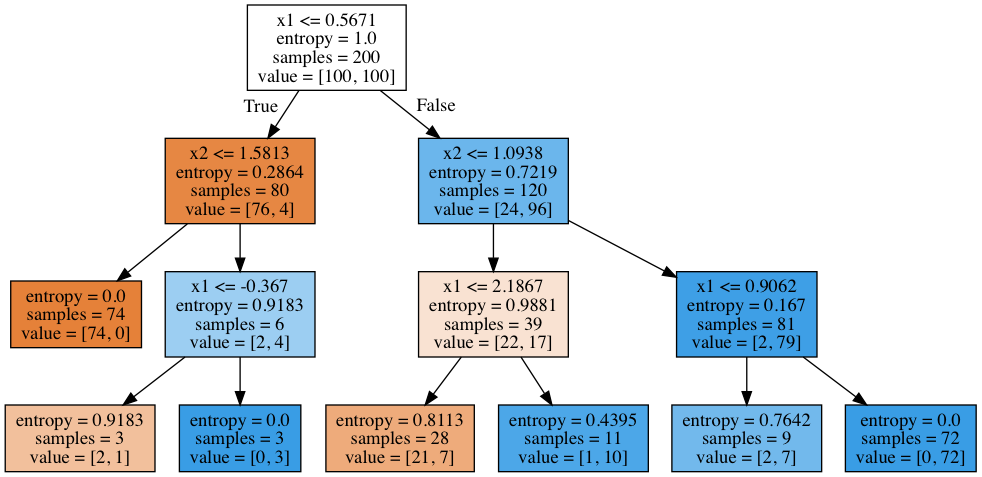 x1 <= 0.5671
entropy = 1.0
samples = 200
value = [100, 100]
True
False
x2 <= 1.5813
entropy = 0.2864
samples = 80
value = [76, 4]
x2 <= 1.0938
entropy = 0.7219
samples = 120
value = [24, 96]
entropy = 0.0
samples = 74
value = [74, 0]
x1 <= -0.367
entropy = 0.9183
samples = 6
value = [2, 4]
x1 <= 2.1867
entropy = 0.9881
samples = 39
value = [22, 17]
x1 <= 0.9062
entropy = 0.167
samples = 81
value = [2, 79]
entropy = 0.9183
samples = 3
value = [2, 1]
entropy = 0.0
samples = 3
value = [0, 3]
entropy = 0.8113
samples = 28
value = [21, 7]
entropy = 0.4395
samples = 11
value = [1, 10]
entropy = 0.7642
samples = 9
value = [2, 7]
entropy = 0.0
samples = 72
value = [0, 72]